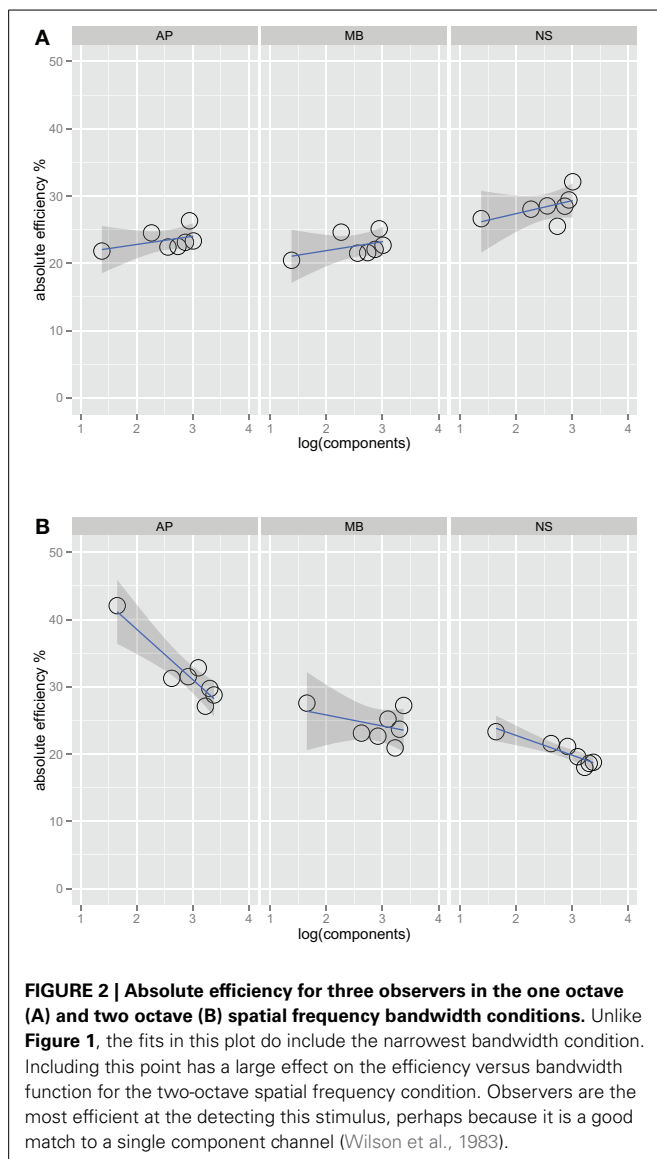 A
AP MB NS
50
40
30
20
10
0
absolute efficiency %
1 2 3 4 1 2 3 4 1 2 3 4
log(components)
B
AP MB NS
50
40
30
20
10
0
absolute efficiency %
1 2 3 4 1 2 3 4 1 2 3 4
log(components)
FIGURE 2 | Absolute efficiency for three observers in the one octave
(A) and two octave (B) spatial frequency bandwidth conditions. Unlike
Figure 1, the fits in this plot do include the narrowest bandwidth condition.
Including this point has a large effect on the efficiency versus bandwidth
function for the two-octave spatial frequency condition. Observers are the
most efficient at the detecting this stimulus, perhaps because it is a good
match to a single component channel (Wilson et al., 1983).